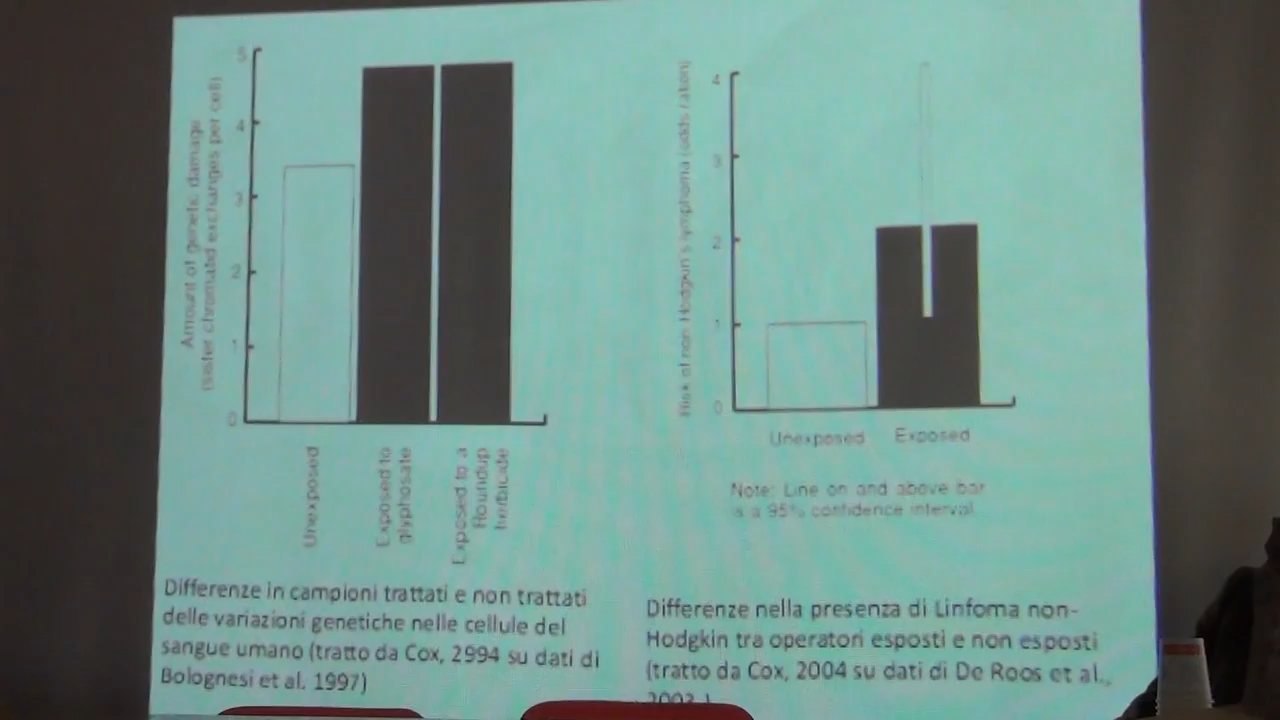 Amount of genetic damage
(sister chromatid exchanges per cell)
5
4
3
2
1
0
Unexposed
Exposed to
glyphosate
Exposed to a
Roundup
herbicide
Differenze in campioni trattati e non trattati
delle variazioni genetiche nelle cellule del
sangue umano (tratto da Cox, 2994 su dati di
Bolognesi et al. 1997)
Risk of non Hodgkin's lymphoma (odds ration)
4
3
2
1
0
Unexposed
Exposed
Note: Line on and above bar
is a 95% confidence interval
Differenze nella presenza di Linfoma non-
Hodgkin tra operatori esposti e non esposti
(tratto da Cox, 2004 su dati di De Roos et al.,